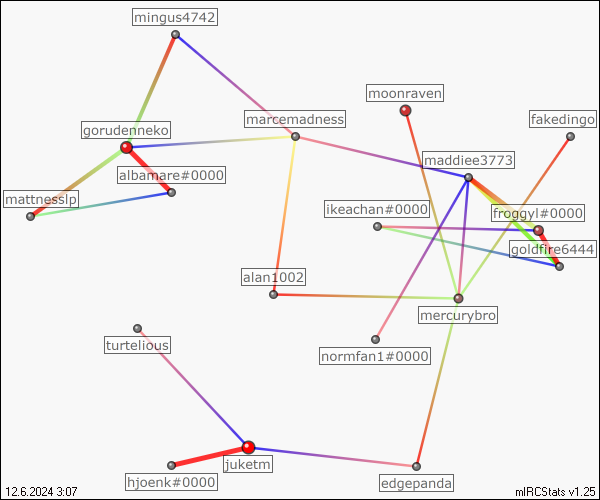 mingus4742
moonraven
marcemadness
fakedingo
gorudenneko
maddiee3773
albamare#0000
mattnesslp
ikeachan#0000
froggyl#0000
goldfire6444
alan1002
mercurybro
turtelious
normfan1#0000
juketm
hjoenk#0000
edgepanda
12.6.2024 3:07
mIRCStats v1.25